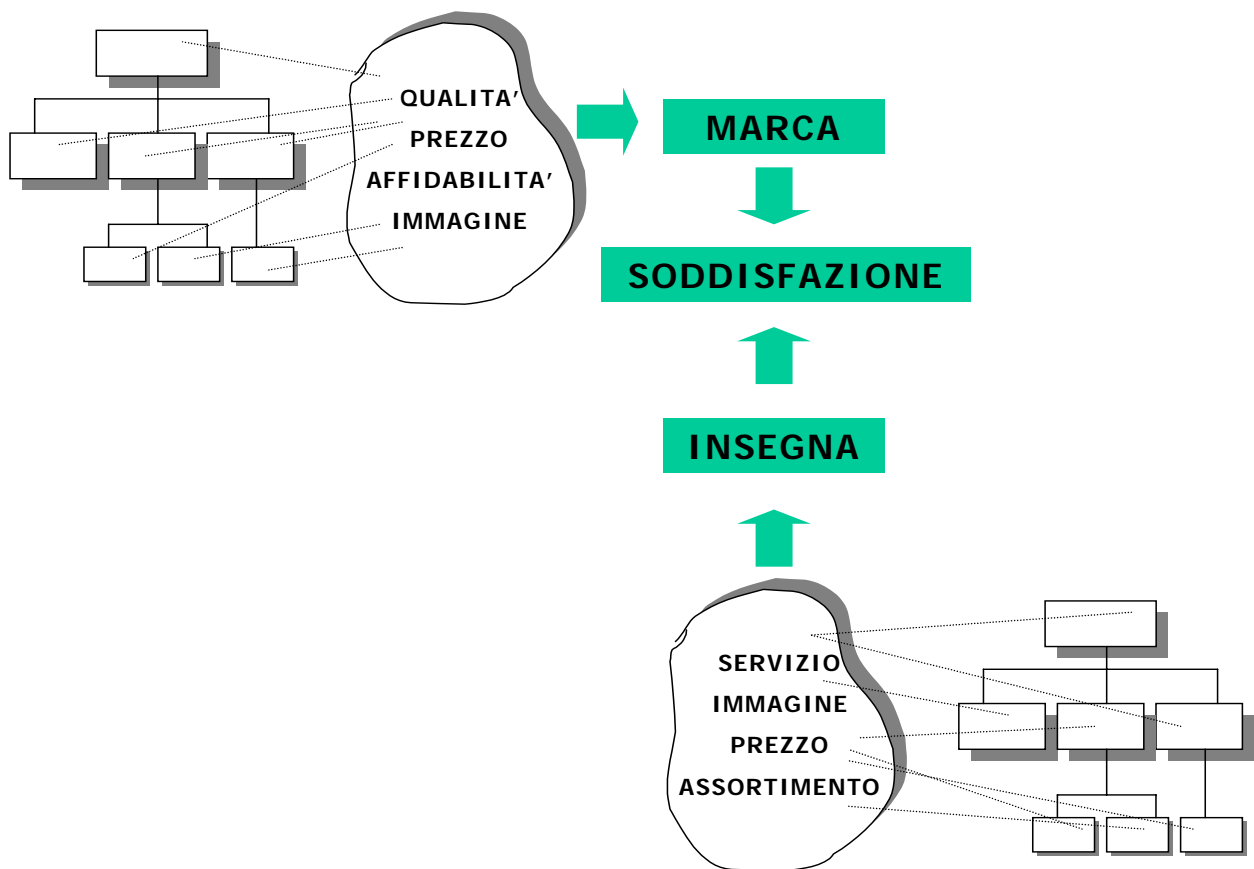 QUALITA’
PREZZO
AFFIDABILITA’
IMMAGINE
MARCA
SODDISFAZIONE
INSEGNA
SERVIZIO
IMMAGINE
PREZZO
ASSORTIMENTO